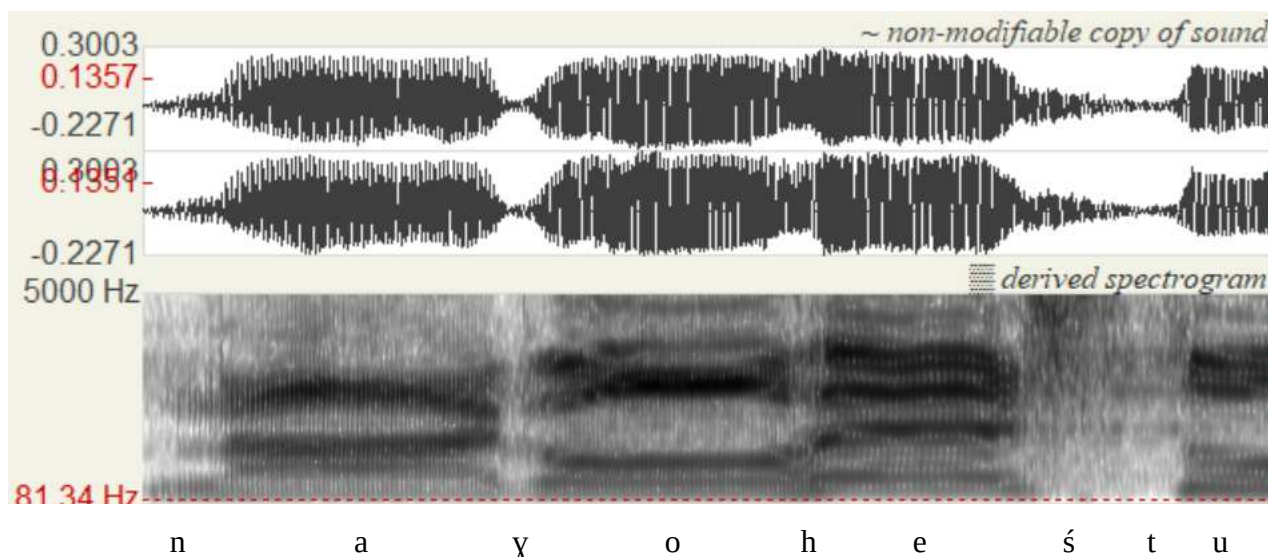 ~ non-modifiable copy of sound
0.3003
0.1357
-0.2271
0.3003
0.1351
-0.2271
derived spectrogram
5000 Hz
81.34 Hz
n a ɣ o h e ś t u